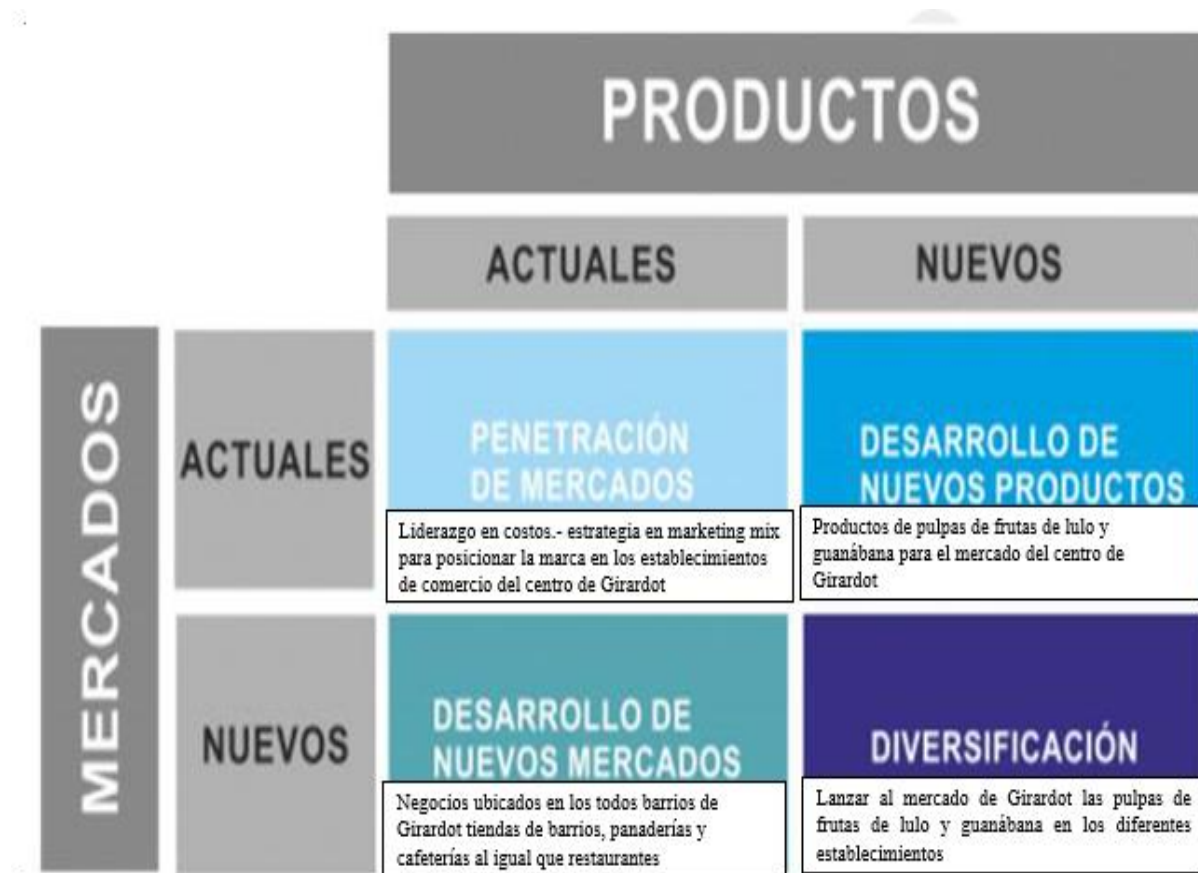 PRODUCTOS
ACTUALES
NUEVOS
MERCADOS
ACTUALES
PENETRACIÓN
DE MERCADOS
Liderazgo en costos.- estrategia en marketing mix
para posicionar la marca en los establecimientos
de comercio del centro de Girardot
DESARROLLO DE
NUEVOS PRODUCTOS
Productos de pulpas de frutas de lulo y
guanábana para el mercado del centro de
Girardot
NUEVOS
DESARROLLO DE
NUEVOS MERCADOS
Negocios ubicados en los todos barrios de
Girardot tiendas de barrios, panaderías y
cafeterías al igual que restaurantes
DIVERSIFICACIÓN
Lanzar al mercado de Girardot las pulpas de
frutas de lulo y guanábana en los diferentes
establecimientos